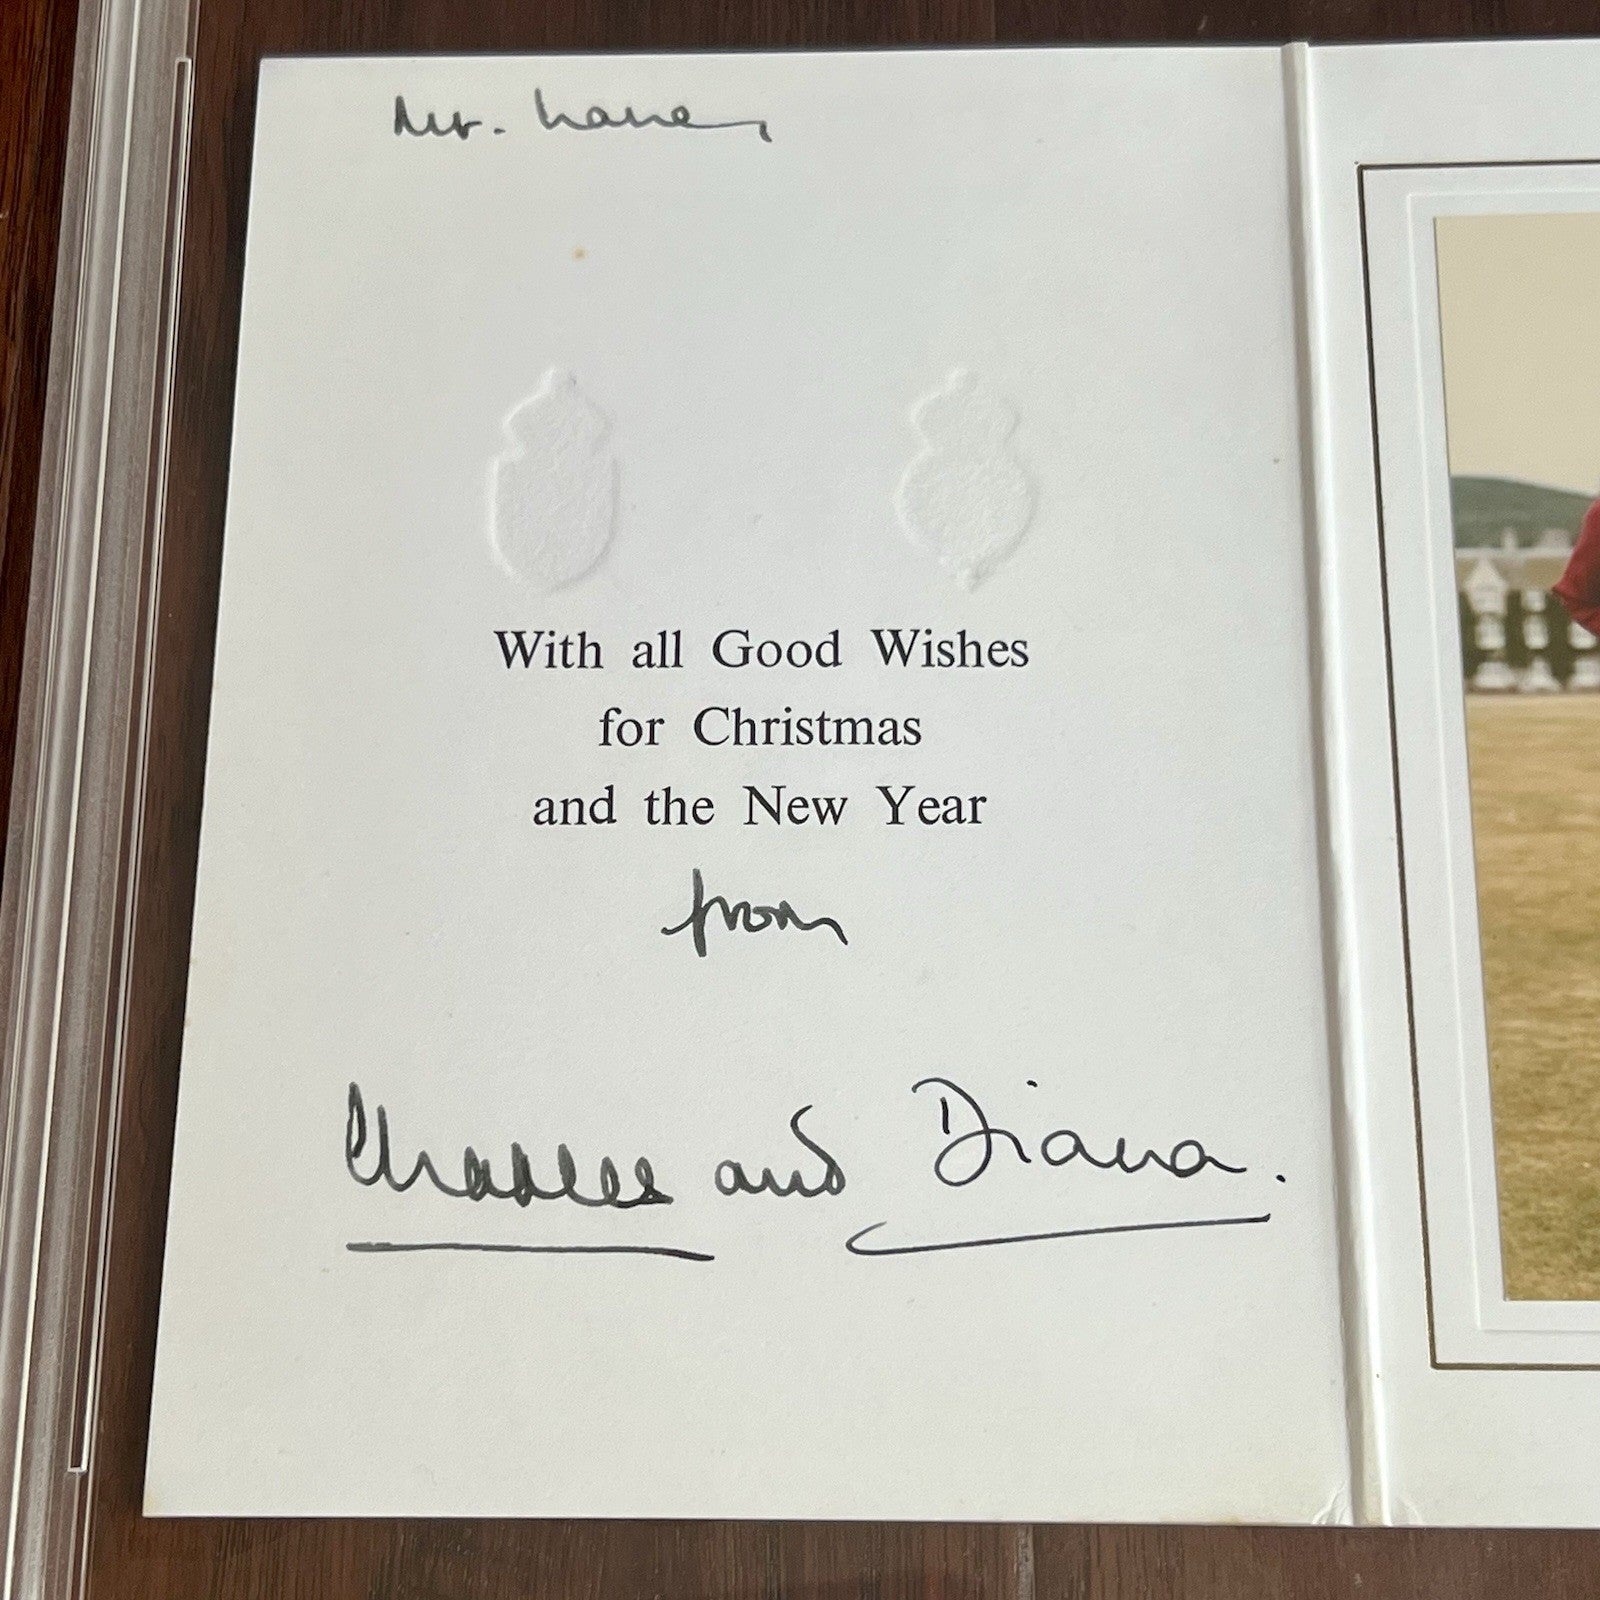 Mr.
With all Good Wishes
for Christmas
and the New Year
from
Charles and Diana.